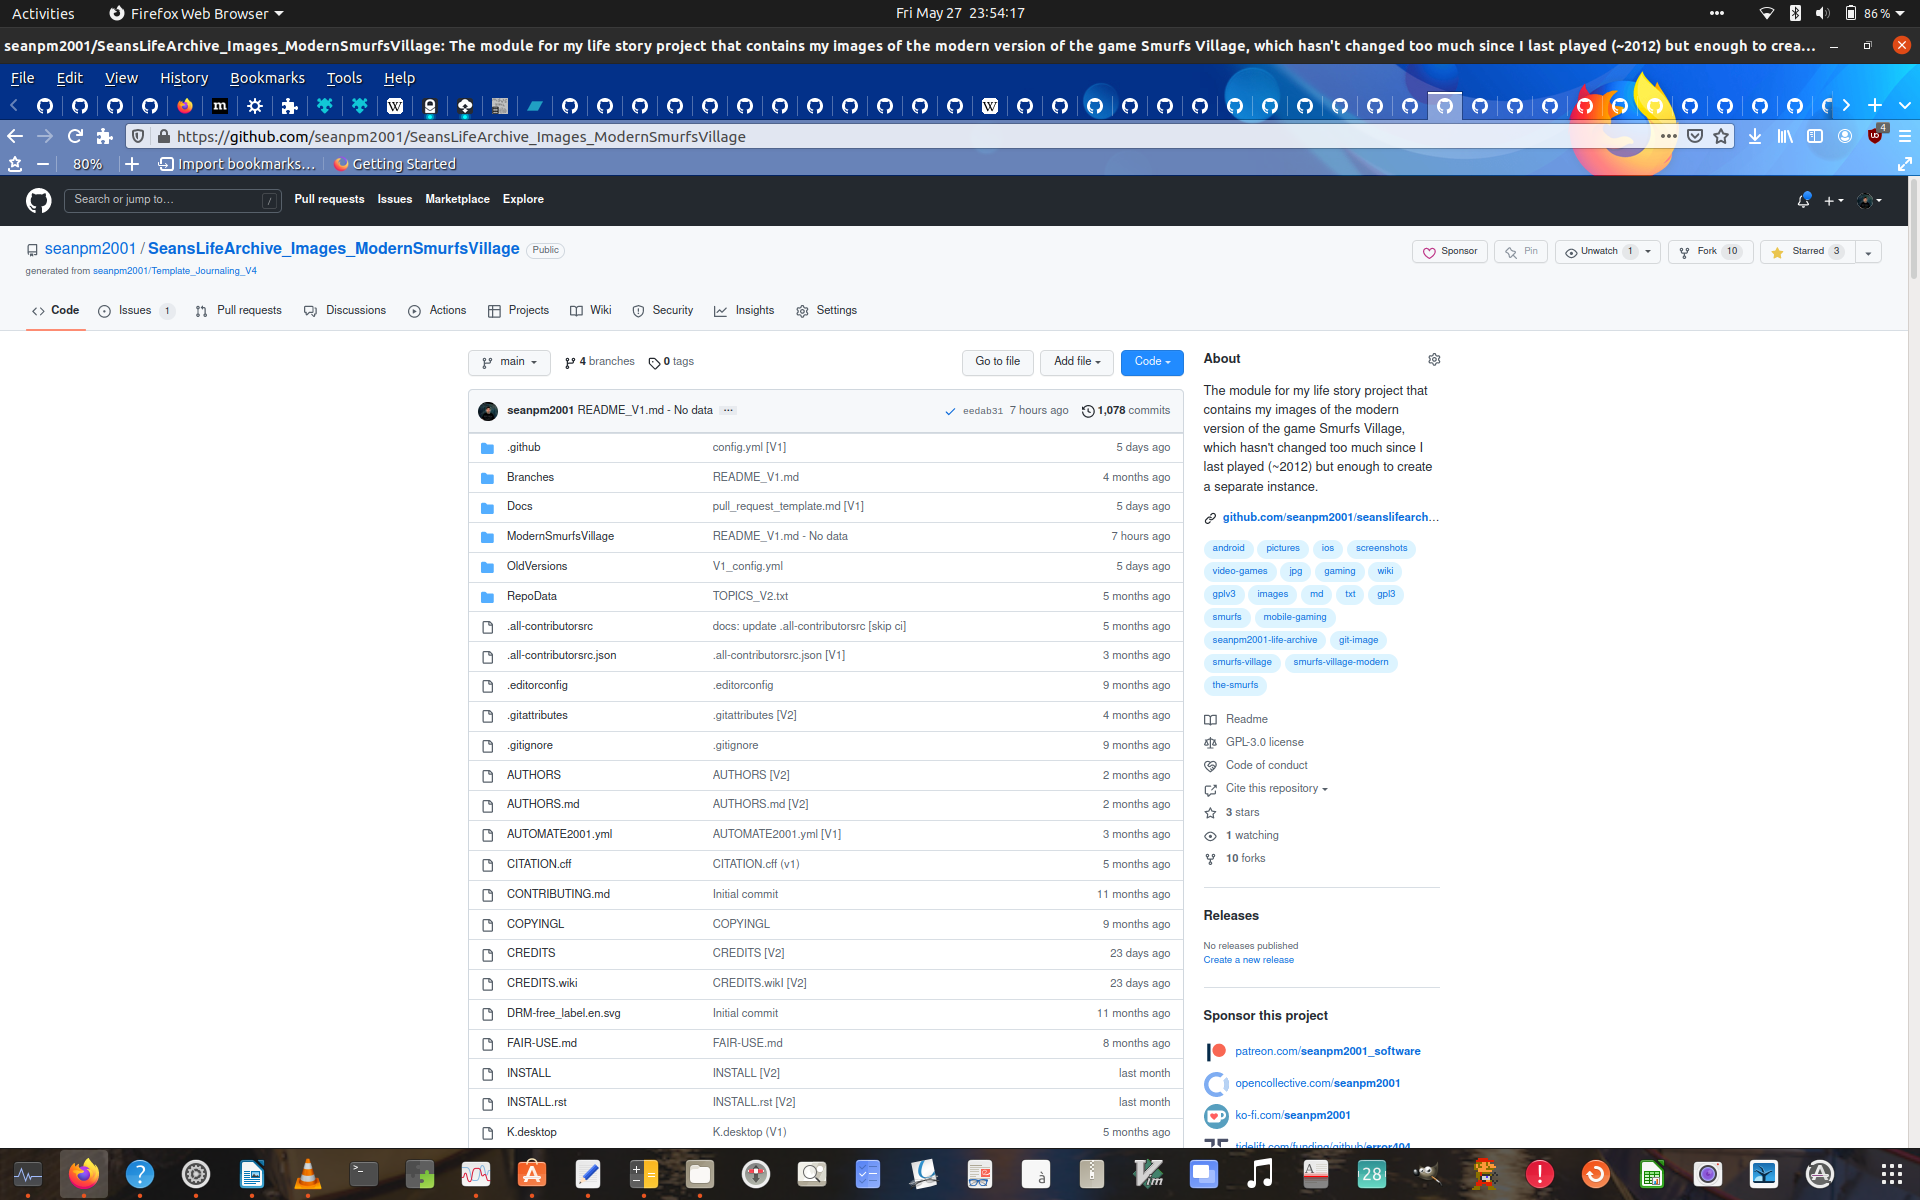 Activities
Firefox Web Browser
Fri May 27 23:54:17
86 %
seanpm2001/SeansLifeArchive_Images_ModernSmurfsVillage: The module for my life story project that contains my images of the modern version of the game Smurfs Village, which hasn't changed too much since I last played (~2012) but enough to crea…
File Edit View History Bookmarks Tools Help
https://github.com/seanpm2001/SeansLifeArchive_Images_ModernSmurfsVillage
4
80%
Import bookmarks…
Getting Started
Search or jump to…
/
Pull requests
Issues
Marketplace
Explore
seanpm2001 / SeansLifeArchive_Images_ModernSmurfsVillage Public
generated from seanpm2001/Template_Journaling_V4
Sponsor
Pin
Unwatch 1
Fork 10
Starred 3
Code
Issues 1
Pull requests
Discussions
Actions
Projects
Wiki
Security
Insights
Settings
main
4 branches
0 tags
Go to file
Add file
Code
seanpm2001 README_V1.md - No data ...
eedab31 7 hours ago
1,078 commits
.github config.yml [V1] 5 days ago
Branches README_V1.md 4 months ago
Docs pull_request_template.md [V1] 5 days ago
ModernSmurfsVillage README_V1.md - No data 7 hours ago
OldVersions V1_config.yml 5 days ago
RepoData TOPICS_V2.txt 5 months ago
.all-contributorsrc docs: update .all-contributorsrc [skip ci] 5 months ago
.all-contributorsrc.json .all-contributorsrc.json [V1] 3 months ago
.editorconfig .editorconfig 9 months ago
.gitattributes .gitattributes [V2] 4 months ago
.gitignore .gitignore 9 months ago
AUTHORS AUTHORS [V2] 2 months ago
AUTHORS.md AUTHORS.md [V2] 2 months ago
AUTOMATE2001.yml AUTOMATE2001.yml [V1] 3 months ago
CITATION.cff CITATION.cff (v1) 5 months ago
CONTRIBUTING.md Initial commit 11 months ago
COPYINGL COPYINGL 9 months ago
CREDITS CREDITS [V2] 23 days ago
CREDITS.wiki CREDITS.wikI [V2] 23 days ago
DRM-free_label.en.svg Initial commit 11 months ago
FAIR-USE.md FAIR-USE.md 8 months ago
INSTALL INSTALL [V2] last month
INSTALL.rst INSTALL.rst [V2] last month
K.desktop K.desktop (V1) 5 months ago
About
The module for my life story project that
contains my images of the modern
version of the game Smurfs Village,
which hasn't changed too much since I
last played (~2012) but enough to create
a separate instance.
github.com/seanpm2001/seanslifearch…
android pictures ios screenshots
video-games jpg gaming wiki
gplv3 images md txt gpl3
smurfs mobile-gaming
seanpm2001-life-archive git-image
smurfs-village smurfs-village-modern
the-smurfs
Readme
GPL-3.0 license
Code of conduct
Cite this repository
3 stars
1 watching
10 forks
Releases
No releases published
Create a new release
Sponsor this project
patreon.com/seanpm2001_software
opencollective.com/seanpm2001
ko-fi.com/seanpm2001
tidelift.com/funding/github/error404
28